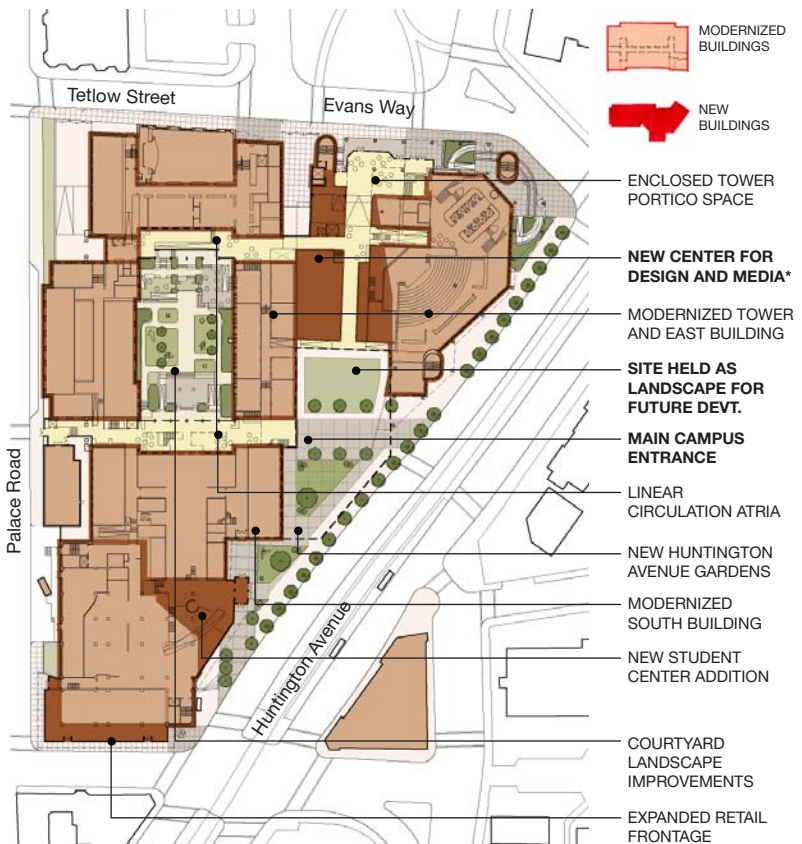 MODERNIZED
BUILDINGS
NEW
BUILDINGS
Tetlow Street
Evans Way
Palace Road
Huntington Avenue
ENCLOSED TOWER
PORTICO SPACE
NEW CENTER FOR
DESIGN AND MEDIA*
MODERNIZED TOWER
AND EAST BUILDING
SITE HELD AS
LANDSCAPE FOR
FUTURE DEVT.
MAIN CAMPUS
ENTRANCE
LINEAR
CIRCULATION ATRIA
NEW HUNTINGTON
AVENUE GARDENS
MODERNIZED
SOUTH BUILDING
NEW STUDENT
CENTER ADDITION
COURTYARD
LANDSCAPE
IMPROVEMENTS
EXPANDED RETAIL
FRONTAGE